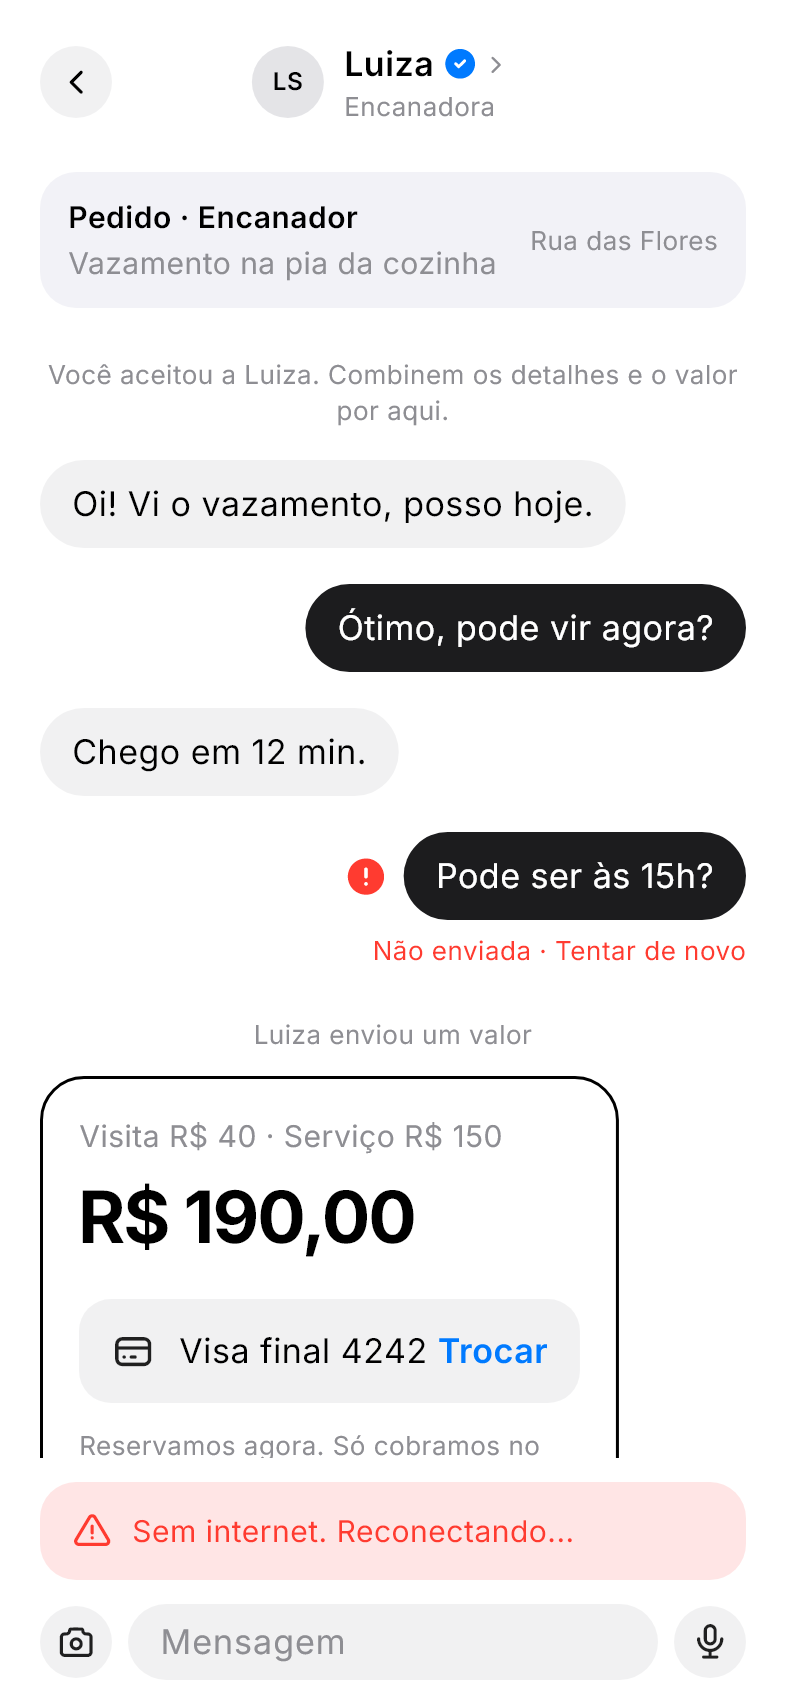 LS
Luiza
Encanadora
Pedido · Encanador
Vazamento na pia da cozinha
Rua das Flores
Você aceitou a Luiza. Combinem os detalhes e o valor
por aqui.
Oi! Vi o vazamento, posso hoje.
Ótimo, pode vir agora?
Chego em 12 min.
Pode ser às 15h?
Não enviada · Tentar de novo
Luiza enviou um valor
Visita R$ 40 · Serviço R$ 150
R$ 190,00
Visa final 4242 Trocar
Reservamos agora. Só cobramos no
Sem internet. Reconectando...
Mensagem